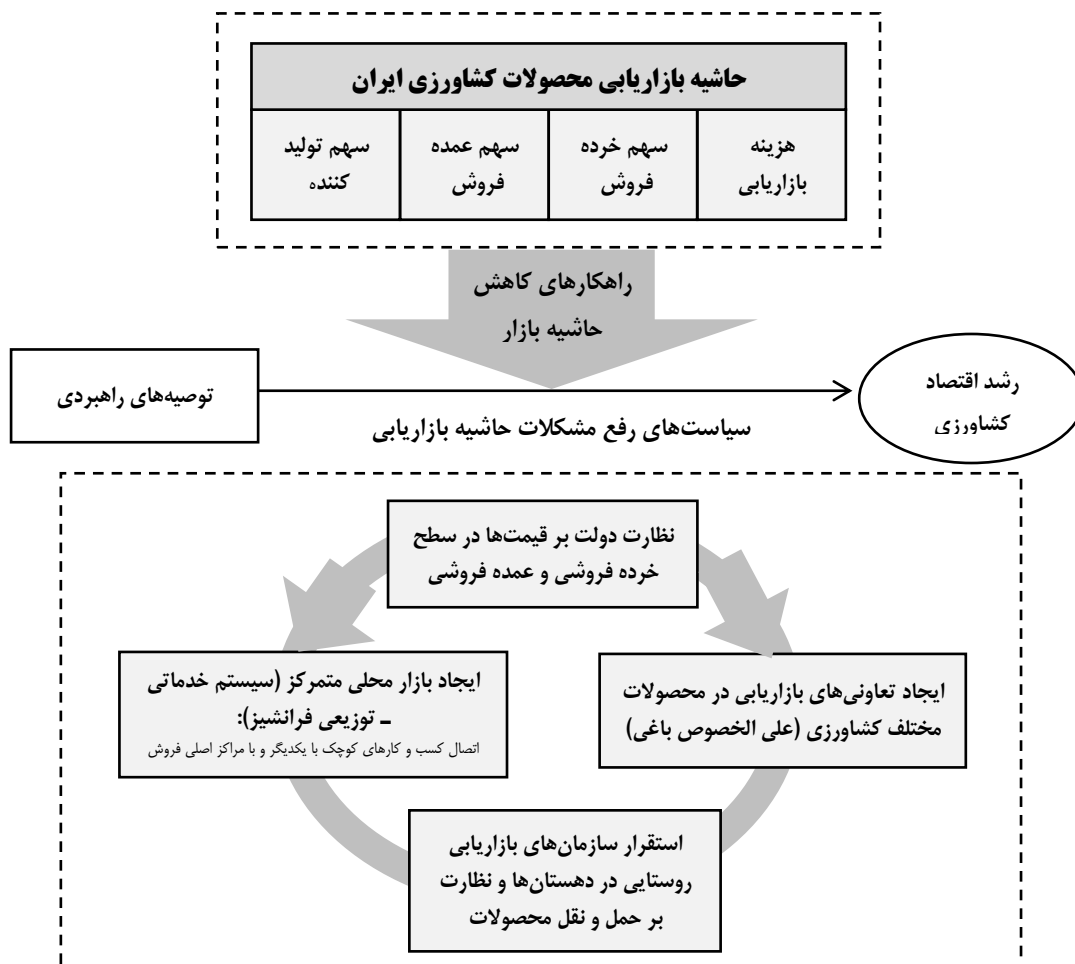 حاشیه بازاریابی محصولات کشاورزی ایران
هزینه
بازاریابی
سهم خرده
فروش
سهم عمده
فروش
سهم تولید
کننده
راهکارهای کاهش
حاشیه بازار
رشد اقتصاد
کشاورزی
توصیه‌های راهبردی
سیاست‌های رفع مشکلات حاشیه بازاریابی
نظارت دولت بر قیمت‌ها در سطح
خرده فروشی و عمده فروشی
ایجاد تعاونی‌های بازاریابی در محصولات
مختلف کشاورزی (علی الخصوص باغی)
ایجاد بازار محلی متمرکز (سیستم خدماتی
ـ توزیعی فرانشیز):
اتصال کسب و کارهای کوچک با یکدیگر و با مراکز اصلی فروش
استقرار سازمان‌های بازاریابی
روستایی در دهستان‌ها و نظارت
بر حمل و نقل محصولات